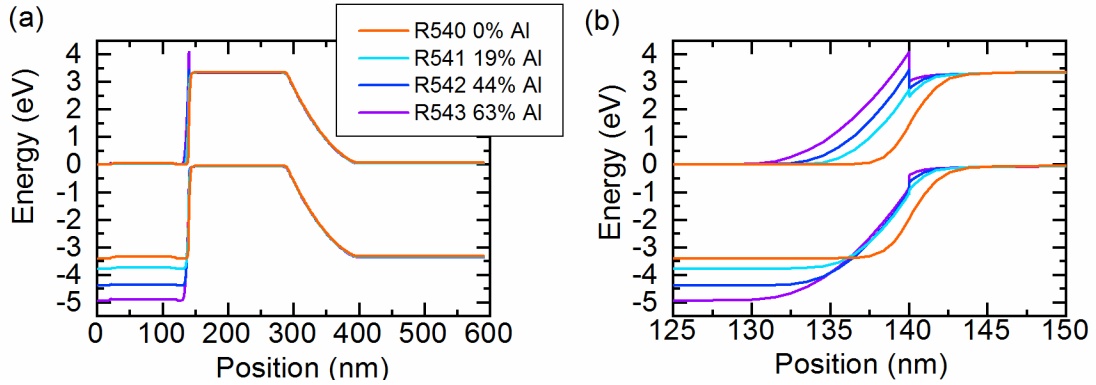 (a)
R540 0% Al
R541 19% Al
R542 44% Al
R543 63% Al
Energy (eV)
4
3
2
1
0
-1
-2
-3
-4
-5
0 100 200 300 400 500 600
Position (nm)
(b)
Energy (eV)
4
3
2
1
0
-1
-2
-3
-4
-5
125 130 135 140 145 150
Position (nm)